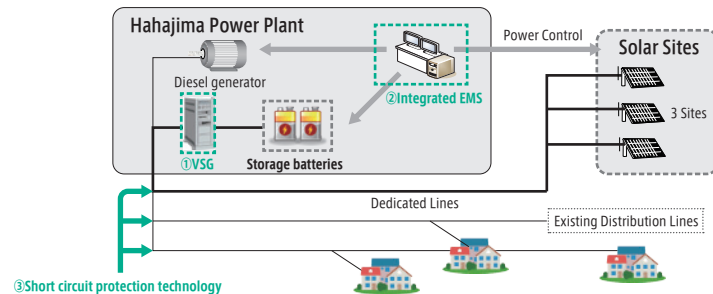 Hahajima Power Plant
Power Control
Solar Sites
Diesel generator
②Integrated EMS
3 Sites
①VSG
Storage batteries
Dedicated Lines
Existing Distribution Lines
③Short circuit protection technology